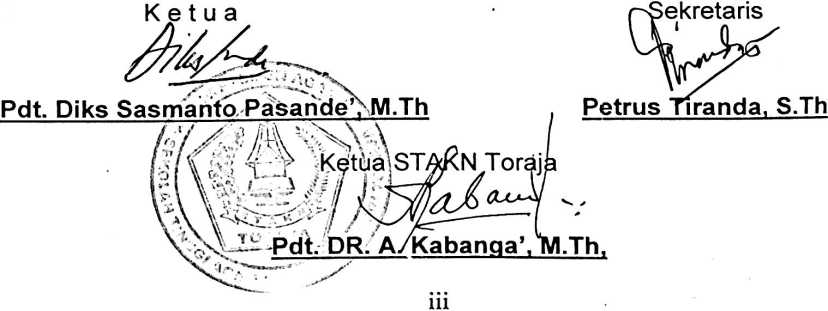 Ketua
Sekretaris
Pdt. Diks Sasmanto Pasande', M.Th
Petrus Tiranda, S.Th
Ketua STAKN Toraja
Pdt. DR. A. Kabanga', M.Th,
iii